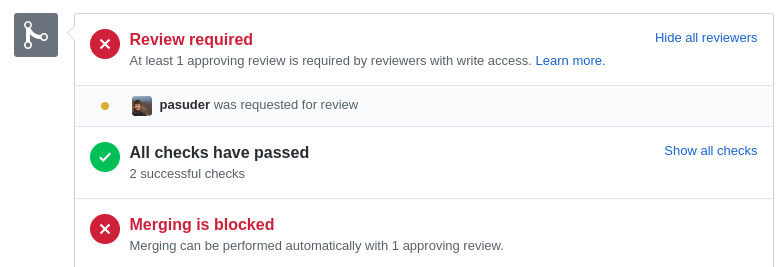 Review required
Hide all reviewers
At least 1 approving review is required by reviewers with write access. Learn more.
pasuder was requested for review
All checks have passed
Show all checks
2 successful checks
Merging is blocked
Merging can be performed automatically with 1 approving review.